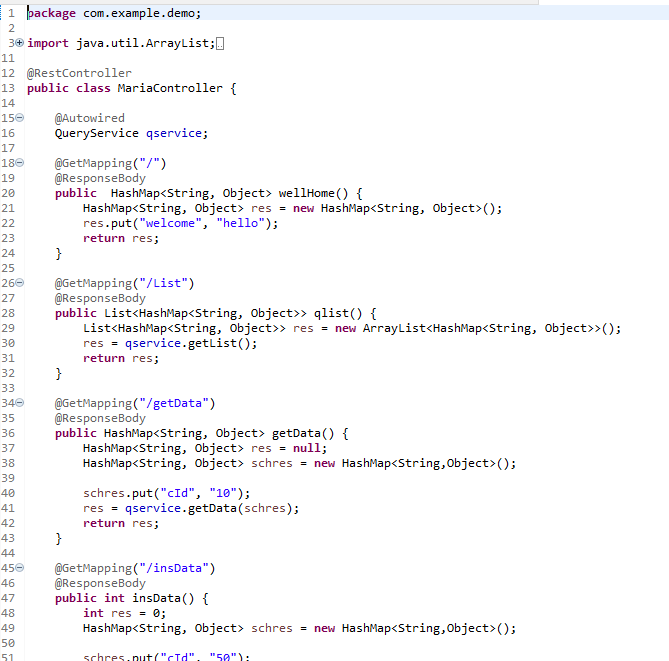 1 package com.example.demo;
2
3 import java.util.ArrayList;
11
12 @RestController
13 public class MariaController {
14
15     @Autowired
16     QueryService qservice;
17
18     @GetMapping("/")
19     @ResponseBody
20     public  HashMap<String, Object> wellHome() {
21         HashMap<String, Object> res = new HashMap<String, Object>();
22         res.put("welcome", "hello");
23         return res;
24     }
25
26     @GetMapping("/List")
27     @ResponseBody
28     public List<HashMap<String, Object>> qlist() {
29         List<HashMap<String, Object>> res = new ArrayList<HashMap<String, Object>>();
30         res = qservice.getList();
31         return res;
32     }
33
34     @GetMapping("/getData")
35     @ResponseBody
36     public HashMap<String, Object> getData() {
37         HashMap<String, Object> res = null;
38         HashMap<String, Object> schres = new HashMap<String,Object>();
39
40         schres.put("cId", "10");
41         res = qservice.getData(schres);
42         return res;
43     }
44
45     @GetMapping("/insData")
46     @ResponseBody
47     public int insData() {
48         int res = 0;
49         HashMap<String, Object> schres = new HashMap<String,Object>();
50
51         schres.put("cId", "50");